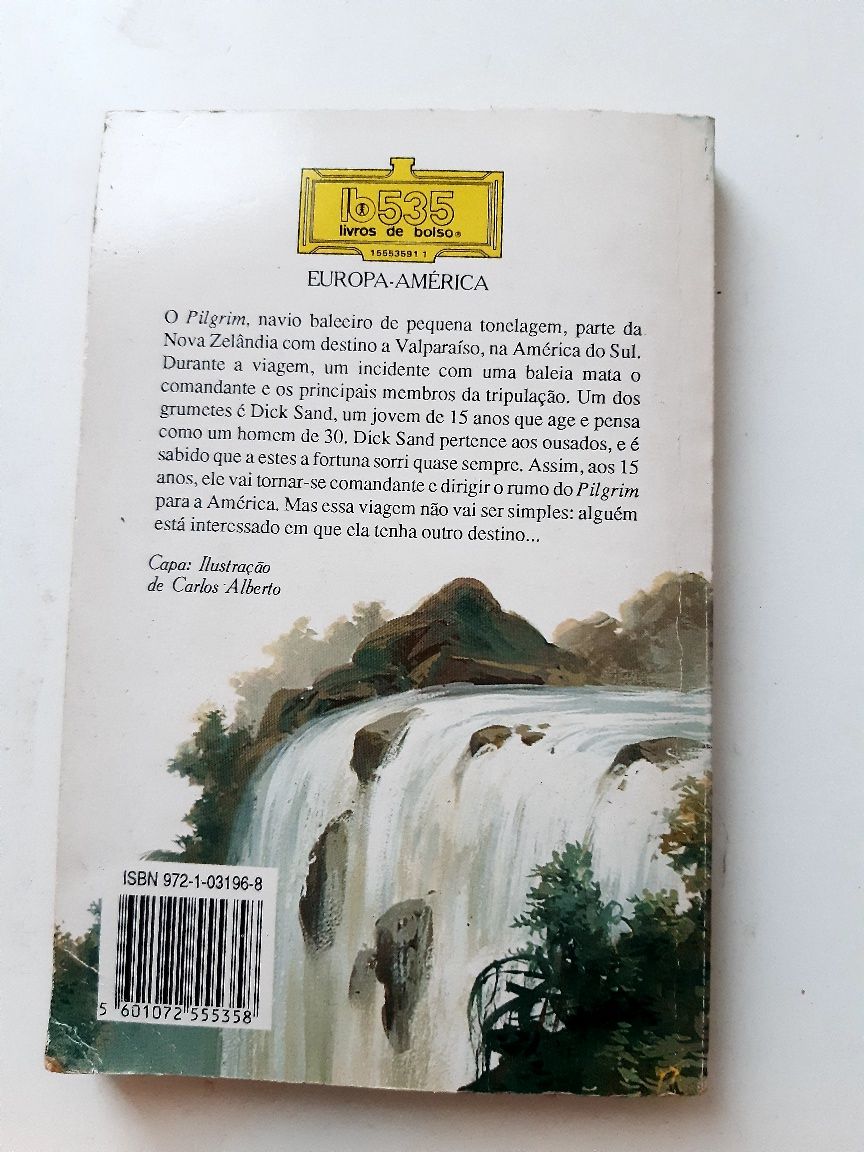 lb535
livros de bolso®
15553591 1
EUROPA-AMÉRICA
O Pilgrim, navio baleeiro de pequena tonelagem, parte da
Nova Zelândia com destino a Valparaíso, na América do Sul.
Durante a viagem, um incidente com uma baleia mata o
comandante e os principais membros da tripulação. Um dos
grumetes é Dick Sand, um jovem de 15 anos que age e pensa
como um homem de 30. Dick Sand pertence aos ousados, e é
sabido que a estes a fortuna sorri quase sempre. Assim, aos 15
anos, ele vai tornar-se comandante e dirigir o rumo do Pilgrim
para a América. Mas essa viagem não vai ser simples: alguém
está interessado em que ela tenha outro destino...
Capa: Ilustração
de Carlos Alberto
ISBN 972-1-03196-8
5 601072 555358